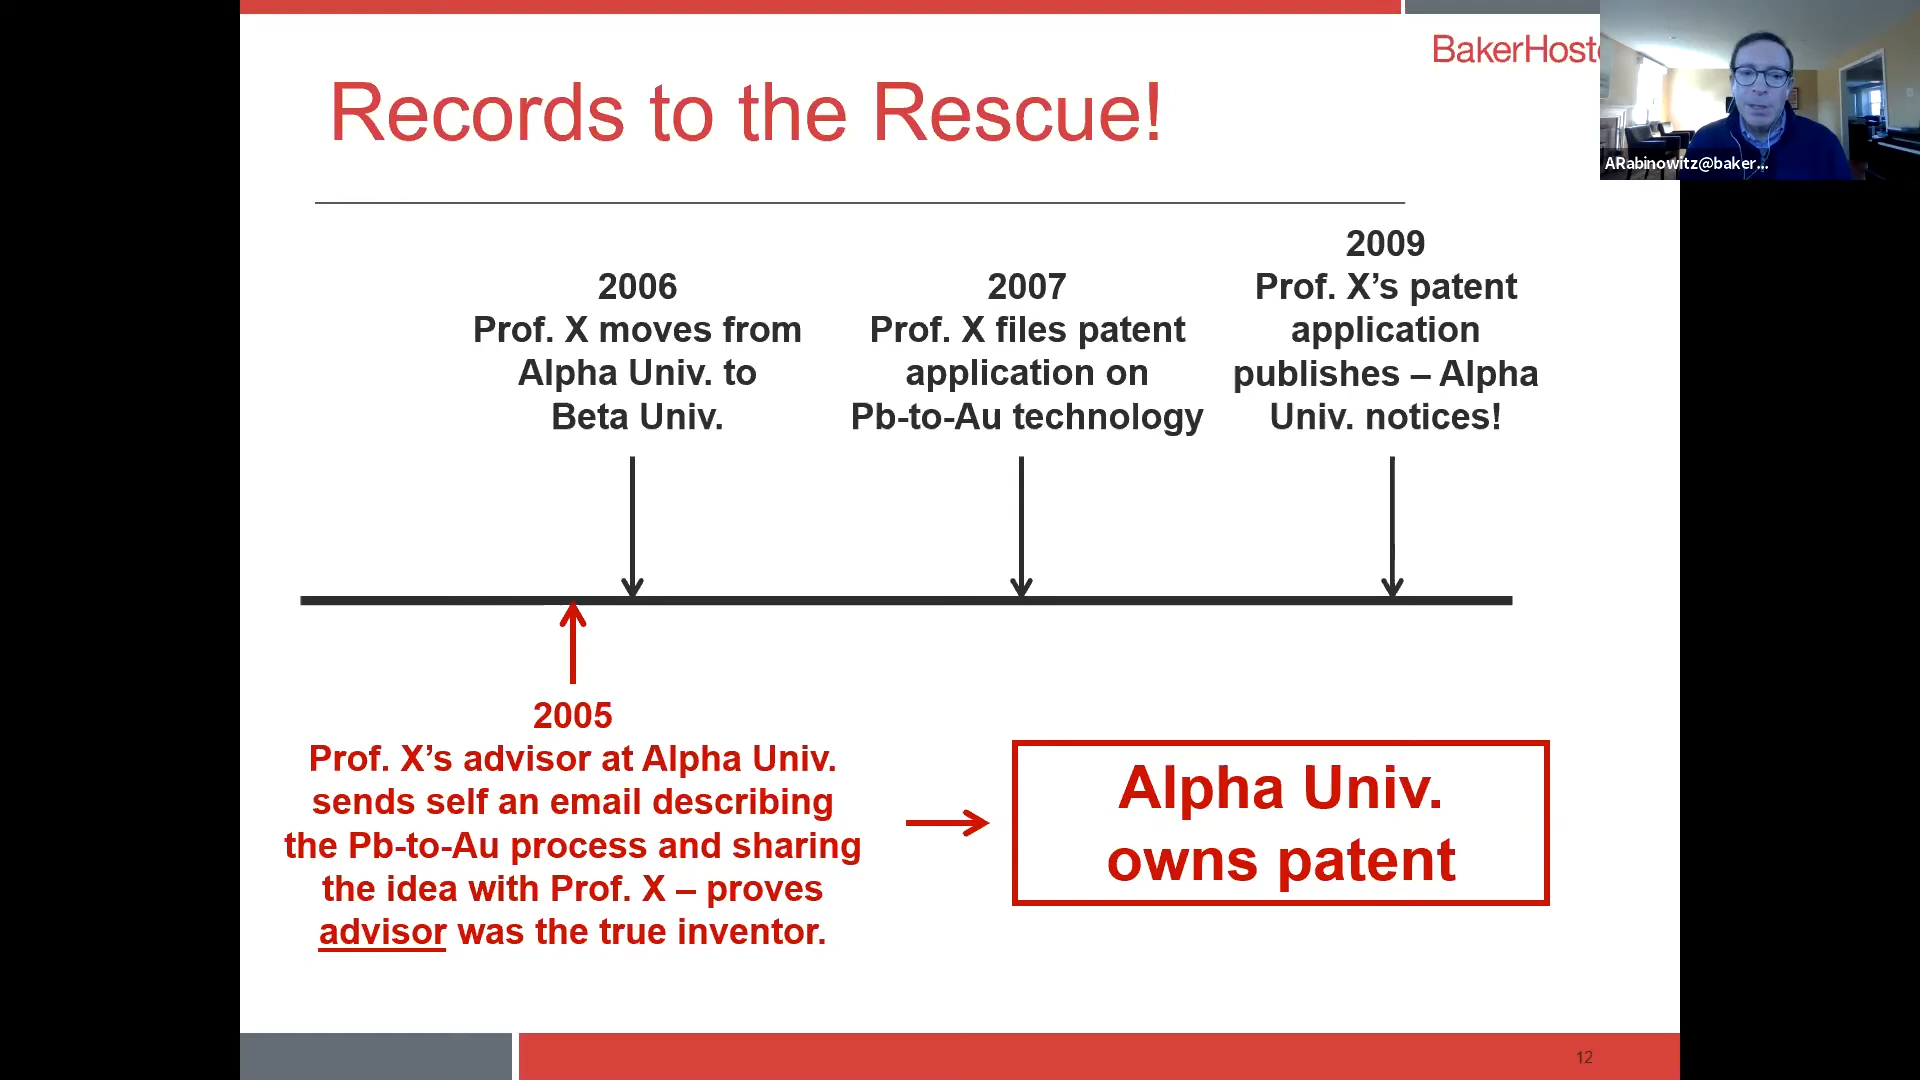 BakerHoste
ARabinowitz@baker...
Records to the Rescue!
2006
Prof. X moves from
Alpha Univ. to
Beta Univ.
2007
Prof. X files patent
application on
Pb-to-Au technology
2009
Prof. X’s patent
application
publishes – Alpha
Univ. notices!
2005
Prof. X’s advisor at Alpha Univ.
sends self an email describing
the Pb-to-Au process and sharing
the idea with Prof. X – proves
advisor was the true inventor.
Alpha Univ.
owns patent
12